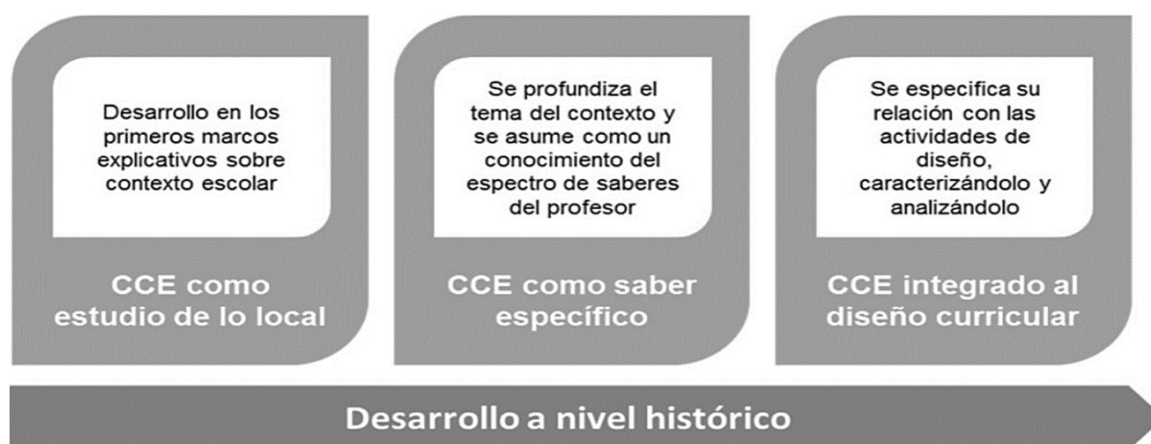 Desarrollo en los
primeros marcos
explicativos sobre
contexto escolar
CCE como
estudio de lo local
Se profundiza el
tema del contexto y
se asume como un
conocimiento del
espectro de saberes
del profesor
CCE como saber
específico
Se especifica su
relación con las
actividades de
diseño,
caracterizándolo y
analizándolo
CCE integrado al
diseño curricular
Desarrollo a nivel histórico